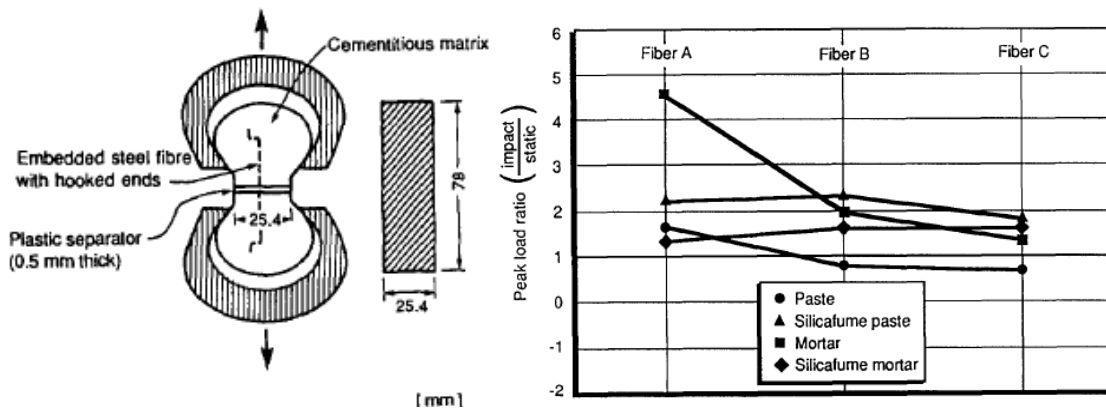 Cementitious matrix
Embedded steel fibre
with hooked ends
25.4
Plastic separator
(0.5 mm thick)
78
25.4
[mm]
6
5
4
3
2
1
0
-1
-2
Peak load ratio (impact/static)
Fiber A
Fiber B
Fiber C
Paste
Silicafume paste
Mortar
Silicafume mortar